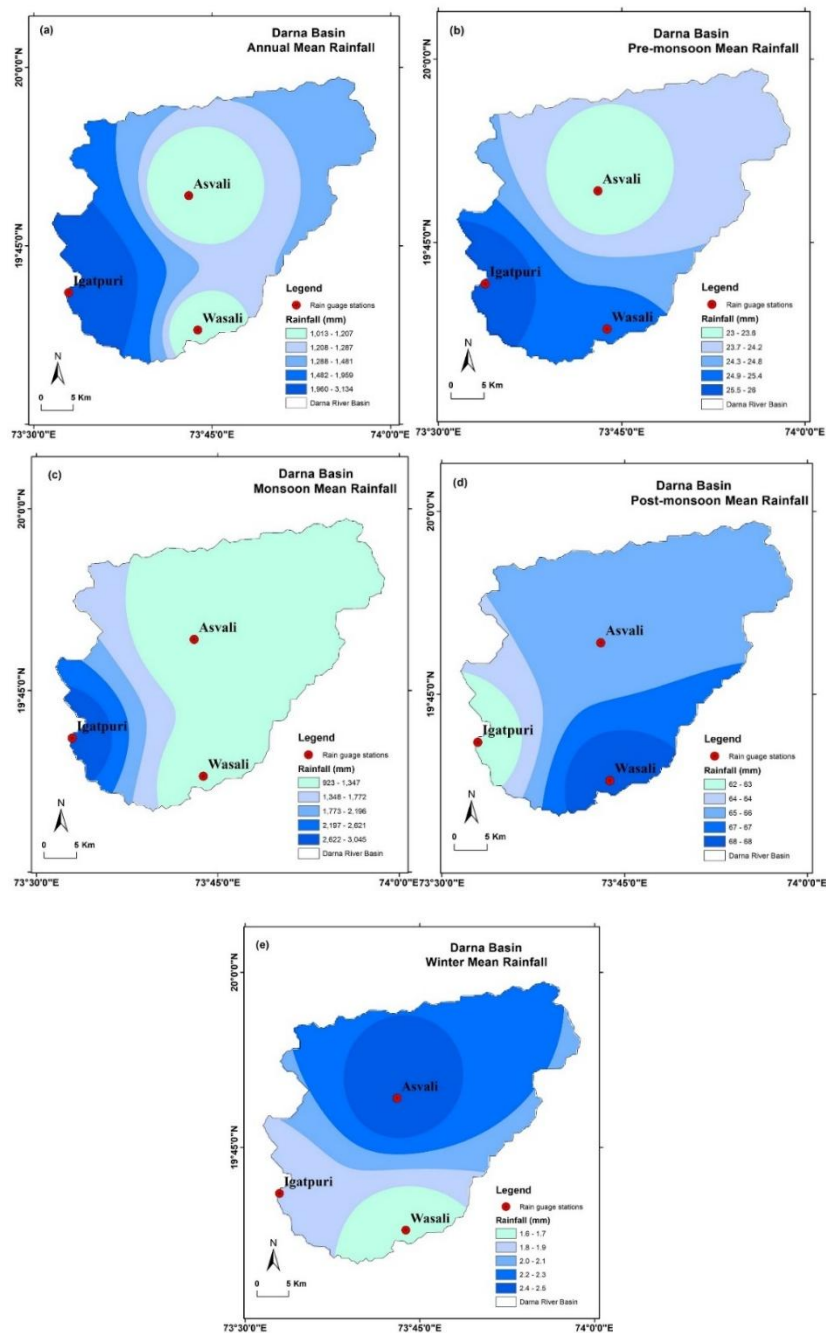 (a)
Darna Basin
Annual Mean Rainfall
20°0'0"N
19°45'0"N
Asvali
Igatpuri
Wasali
Legend
Rain guage stations
Rainfall (mm)
1,013 - 1,207
1,208 - 1,287
1,288 - 1,481
1,482 - 1,959
1,960 - 3,134
Darna River Basin
N
0 5 Km
73°30'0"E
73°45'0"E
74°0'0"E
(b)
Darna Basin
Pre-monsoon Mean Rainfall
20°0'0"N
19°45'0"N
Asvali
Igatpuri
Wasali
Legend
Rain guage stations
Rainfall (mm)
23 - 23.6
23.7 - 24.2
24.3 - 24.8
24.9 - 25.4
25.5 - 26
Darna River Basin
N
0 5 Km
73°30'0"E
73°45'0"E
74°0'0"E
(c)
Darna Basin
Monsoon Mean Rainfall
20°0'0"N
19°45'0"N
Asvali
Igatpuri
Wasali
Legend
Rain guage stations
Rainfall (mm)
923 - 1,347
1,348 - 1,772
1,773 - 2,196
2,197 - 2,621
2,622 - 3,045
Darna River Basin
N
0 5 Km
73°30'0"E
73°45'0"E
74°0'0"E
(d)
Darna Basin
Post-monsoon Mean Rainfall
20°0'0"N
19°45'0"N
Asvali
Igatpuri
Wasali
Legend
Rain guage stations
Rainfall (mm)
62 - 63
64 - 64
65 - 66
67 - 67
68 - 68
Darna River Basin
N
0 5 Km
73°30'0"E
73°45'0"E
74°0'0"E
(e)
Darna Basin
Winter Mean Rainfall
20°0'0"N
19°45'0"N
Asvali
Igatpuri
Wasali
Legend
Rain guage stations
Rainfall (mm)
1.6 - 1.7
1.8 - 1.9
2.0 - 2.1
2.2 - 2.3
2.4 - 2.5
Darna River Basin
N
0 5 Km
73°30'0"E
73°45'0"E
74°0'0"E